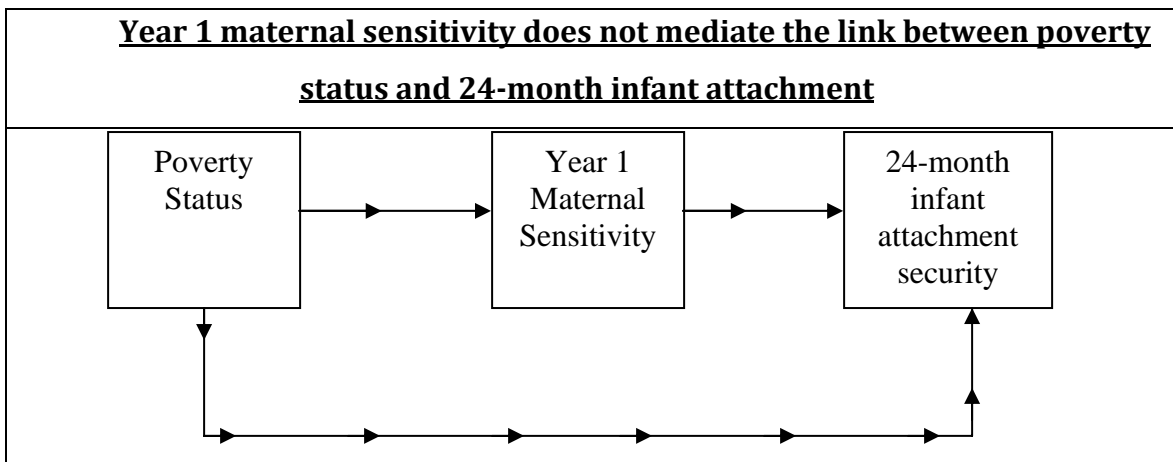 Year 1 maternal sensitivity does not mediate the link between poverty
status and 24-month infant attachment
Poverty
Status
Year 1
Maternal
Sensitivity
24-month
infant
attachment
security